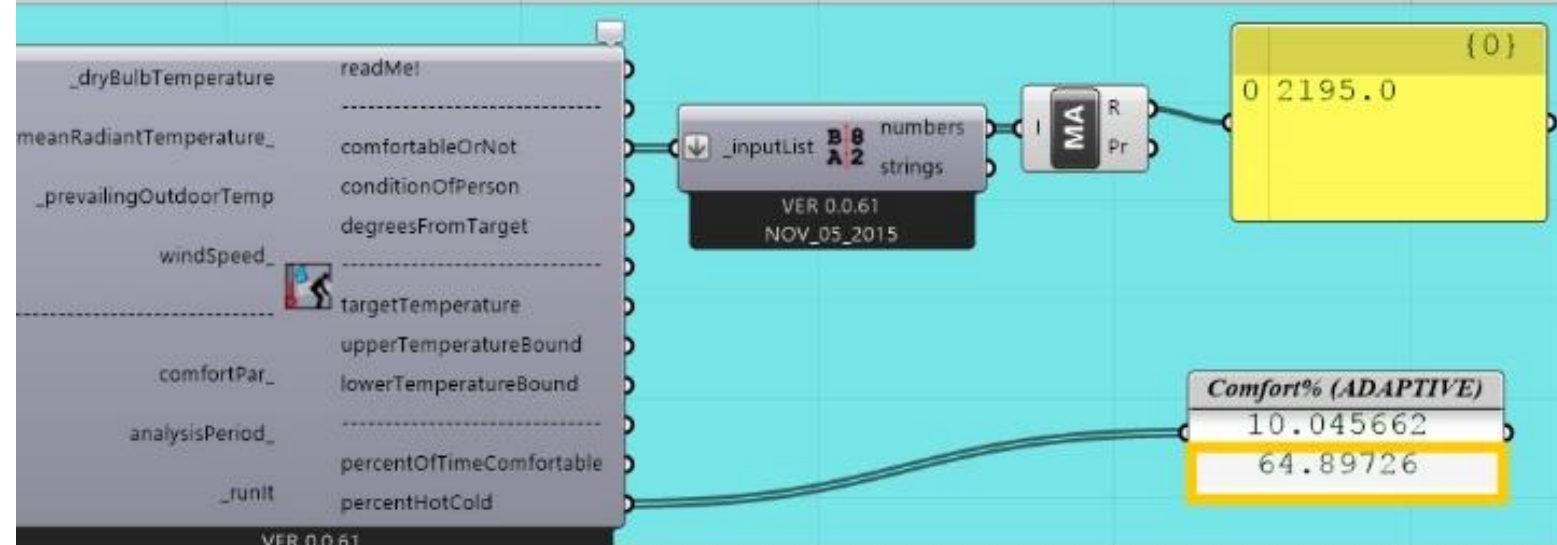 _dryBulbTemperature
meanRadiantTemperature_
_prevailingOutdoorTemp
windSpeed_
comfortPar_
analysisPeriod_
_runIt
readMe!
comfortableOrNot
conditionOfPerson
degreesFromTarget
targetTemperature
upperTemperatureBound
lowerTemperatureBound
percentOfTimeComfortable
percentHotCold
VER 0.0.61
_inputList
B 8
A 2
numbers
strings
VER 0.0.61
NOV_05_2015
I
MA
R
Pr
{0}
0 2195.0
Comfort% (ADAPTIVE)
10.045662
64.89726